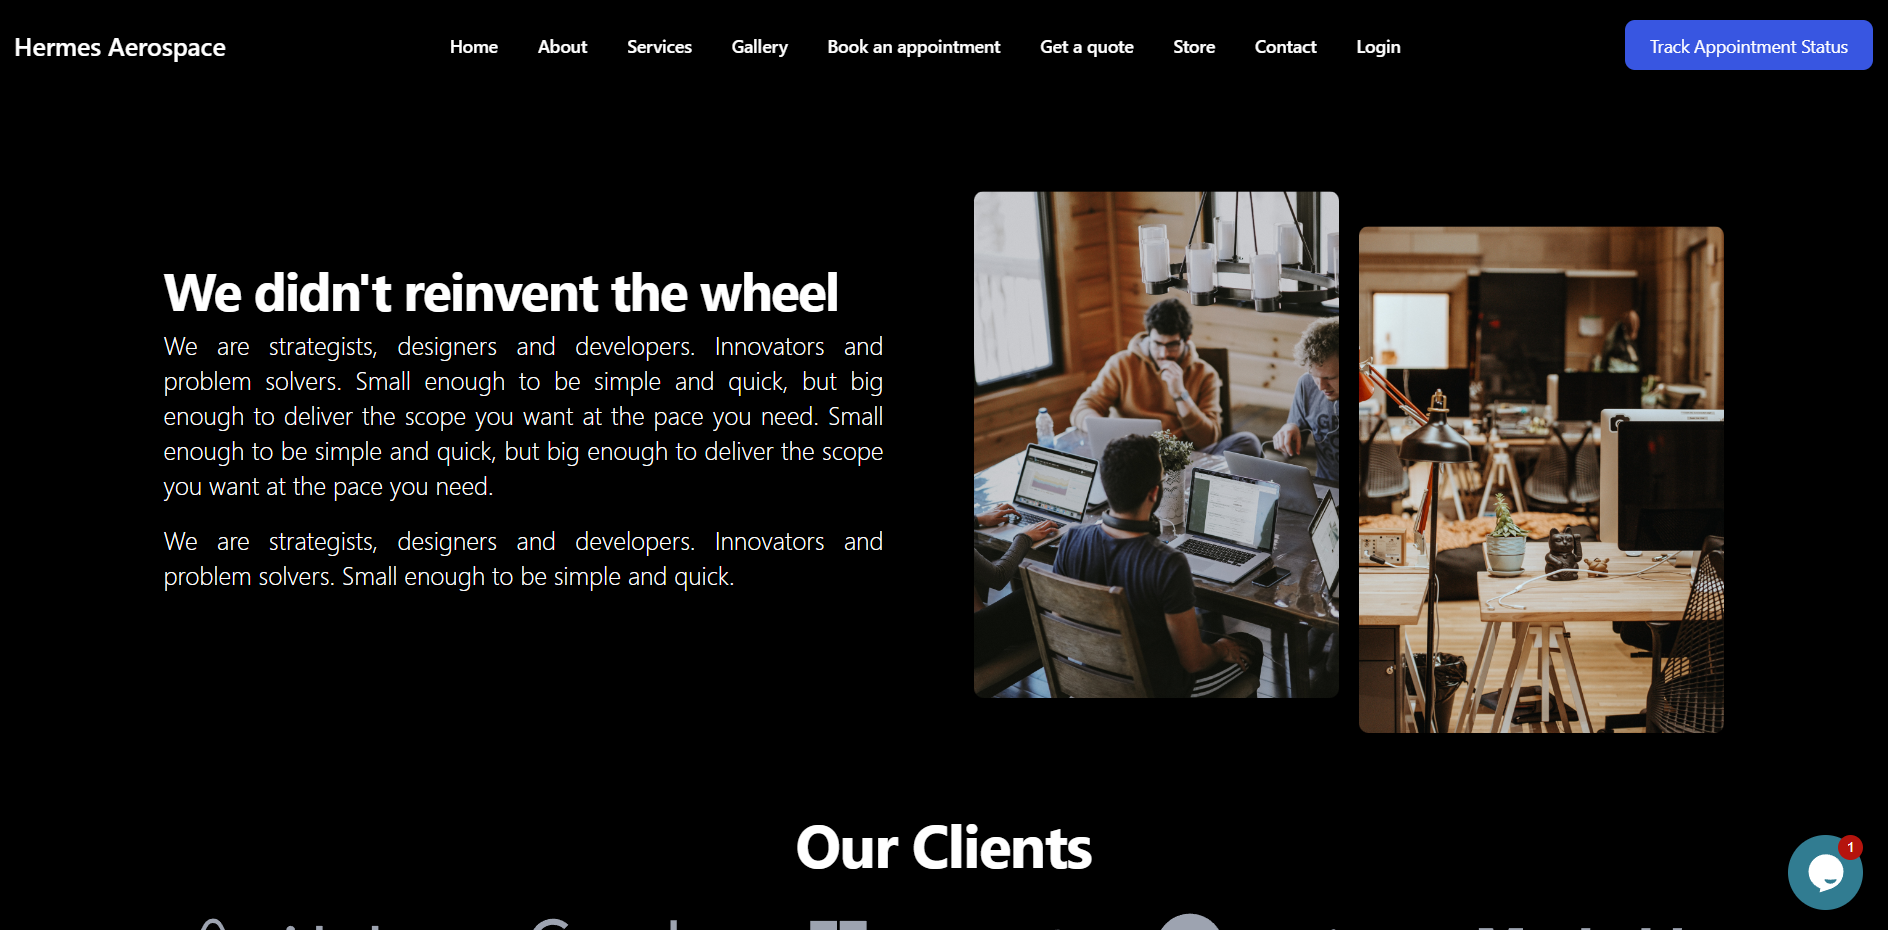 Hermes Aerospace
Home
About
Services
Gallery
Book an appointment
Get a quote
Store
Contact
Login
Track Appointment Status
We didn't reinvent the wheel
We are strategists, designers and developers. Innovators and
problem solvers. Small enough to be simple and quick, but big
enough to deliver the scope you want at the pace you need. Small
enough to be simple and quick, but big enough to deliver the scope
you want at the pace you need.
We are strategists, designers and developers. Innovators and
problem solvers. Small enough to be simple and quick.
Our Clients
1